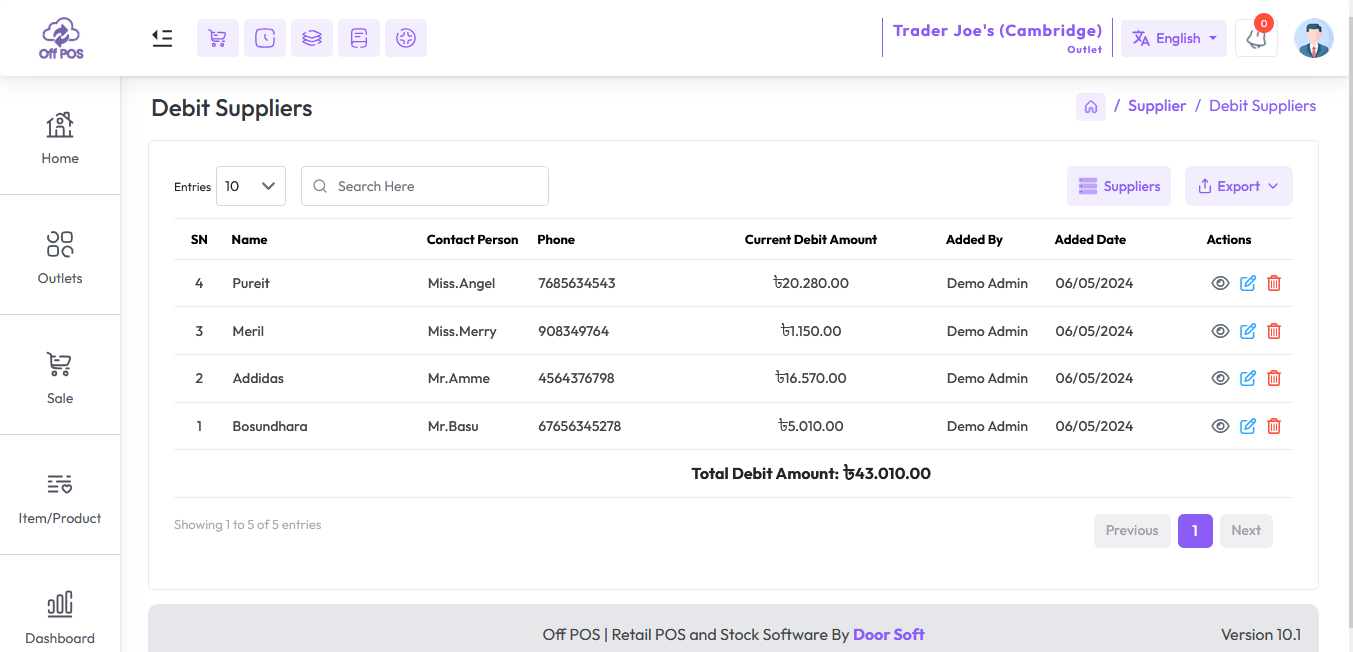 Off POS
Trader Joe's (Cambridge)
Outlet
English
0
Home
Outlets
Sale
Item/Product
Dashboard
Debit Suppliers
/ Supplier / Debit Suppliers
Entries 10 Search Here Suppliers Export
SN Name Contact Person Phone Current Debit Amount Added By Added Date Actions
4 Pureit Miss.Angel 7685634543 ৳20.280.00 Demo Admin 06/05/2024
3 Meril Miss.Merry 908349764 ৳1.150.00 Demo Admin 06/05/2024
2 Addidas Mr.Amme 4564376798 ৳16.570.00 Demo Admin 06/05/2024
1 Bosundhara Mr.Basu 67656345278 ৳5.010.00 Demo Admin 06/05/2024
Total Debit Amount: ৳43.010.00
Showing 1 to 5 of 5 entries Previous 1 Next
Off POS | Retail POS and Stock Software By Door Soft Version 10.1